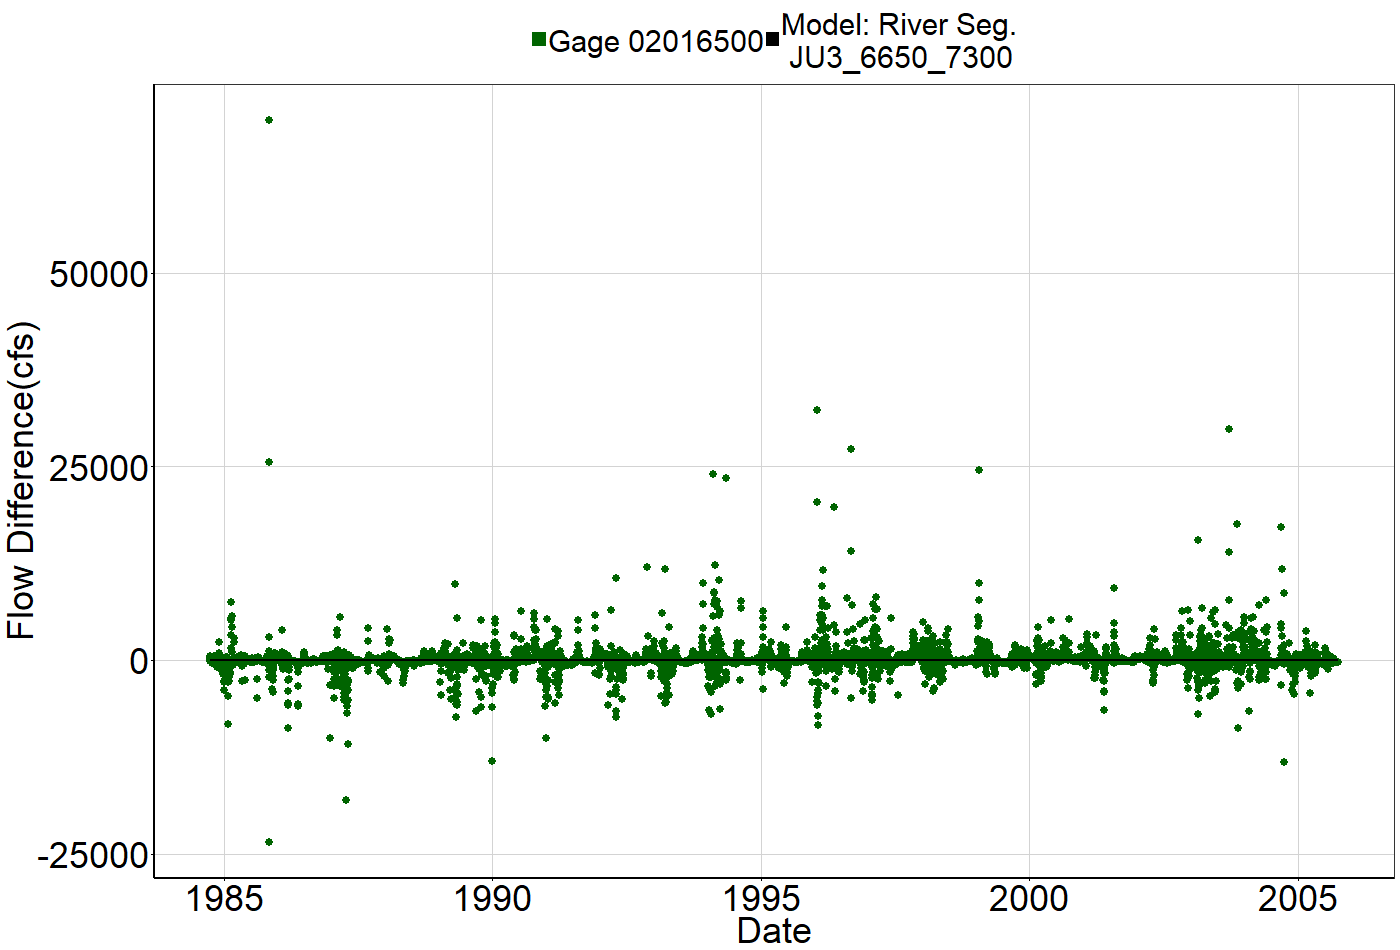 Gage 02016500
Model: River Seg.
JU3_6650_7300
Flow Difference(cfs)
50000
25000
0
-25000
1985 1990 1995 2000 2005
Date